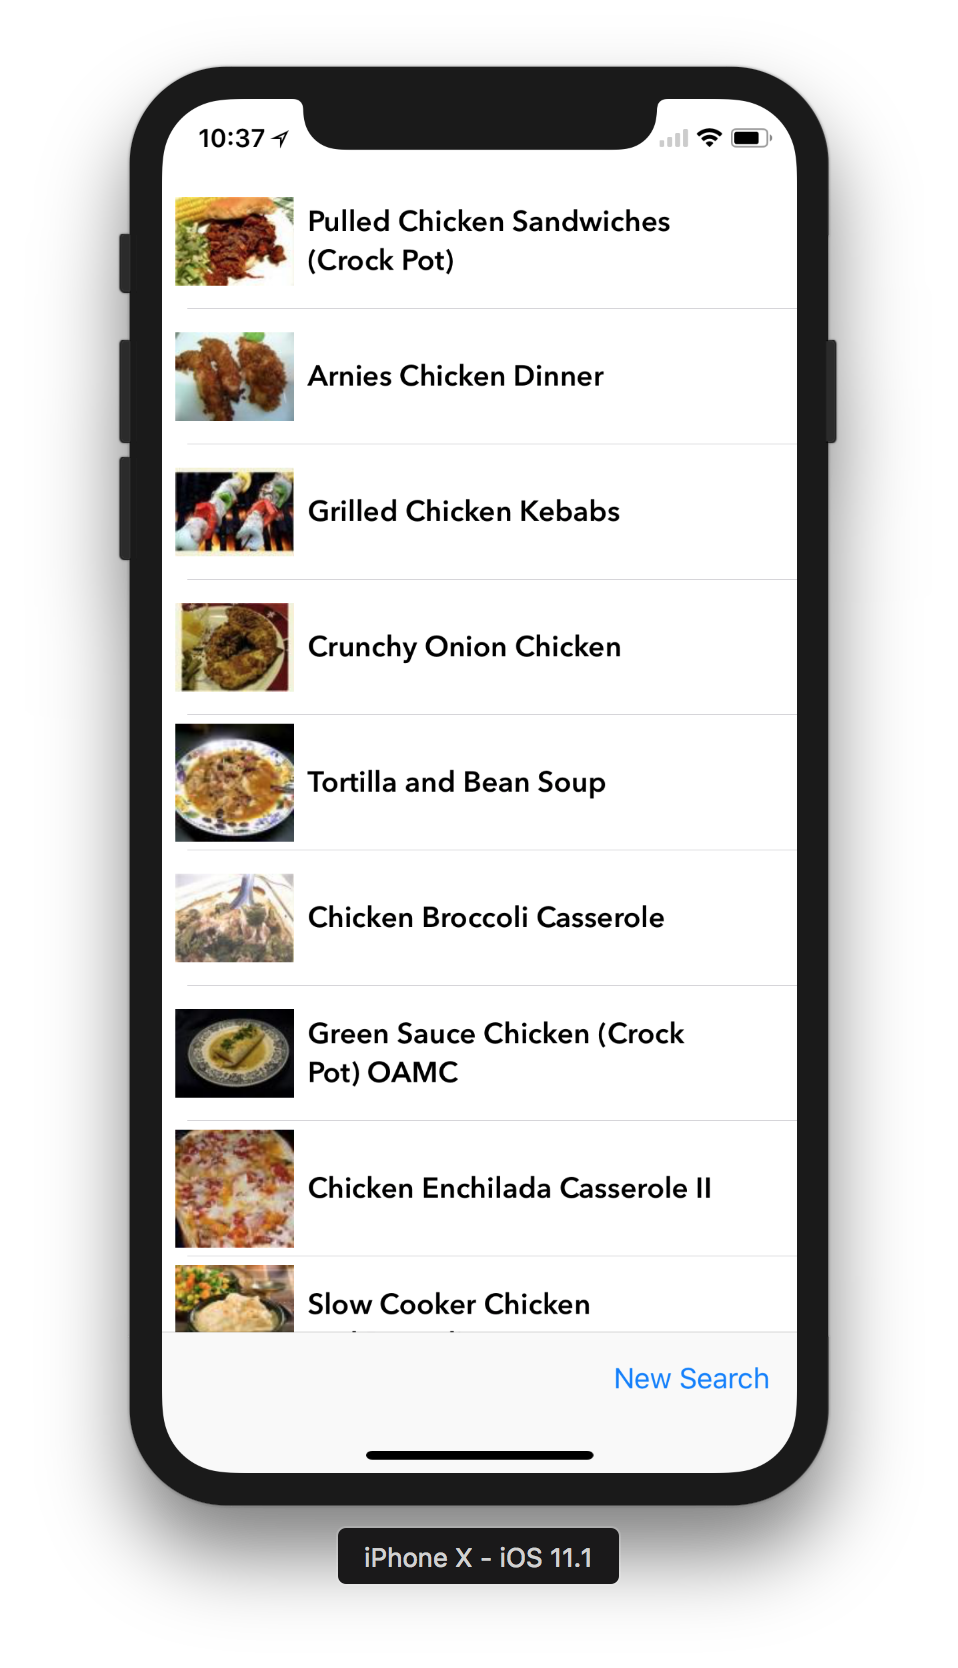 10:37
Pulled Chicken Sandwiches
(Crock Pot)
Arnies Chicken Dinner
Grilled Chicken Kebabs
Crunchy Onion Chicken
Tortilla and Bean Soup
Chicken Broccoli Casserole
Green Sauce Chicken (Crock
Pot) OAMC
Chicken Enchilada Casserole II
Slow Cooker Chicken
New Search
iPhone X - iOS 11.1